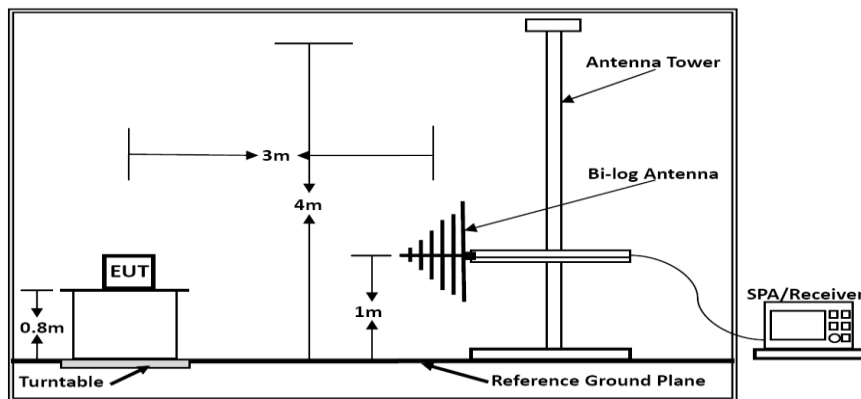 Antenna Tower
3m
Bi-log Antenna
4m
EUT
SPA/Receiver
0.8m
1m
Turntable
Reference Ground Plane